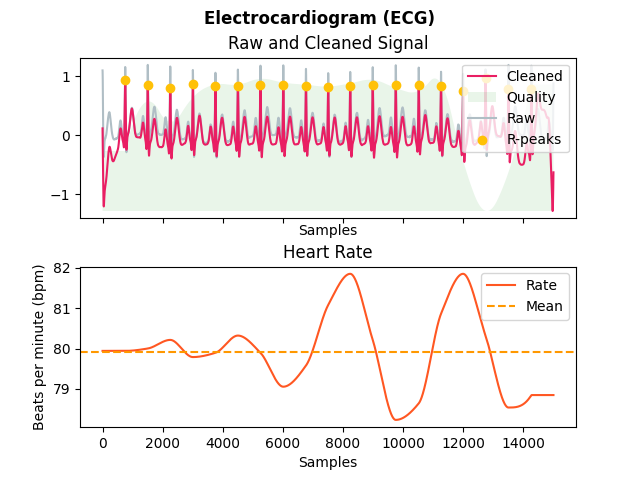 Electrocardiogram (ECG)
Raw and Cleaned Signal
1
0
−1
Cleaned
Quality
Raw
R-peaks
Samples
Heart Rate
82
81
80
79
Beats per minute (bpm)
Rate
Mean
0 2000 4000 6000 8000 10000 12000 14000
Samples